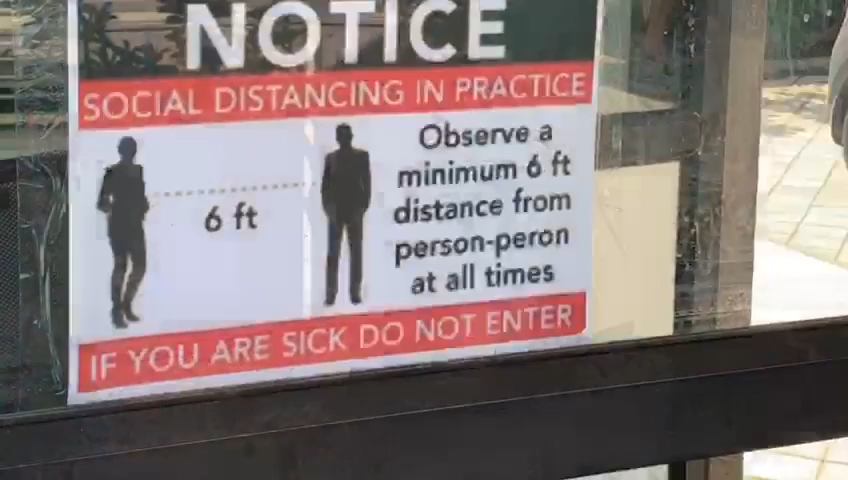 NOTICE
SOCIAL DISTANCING IN PRACTICE
6 ft
Observe a
minimum 6 ft
distance from
person-peron
at all times
IF YOU ARE SICK DO NOT ENTER